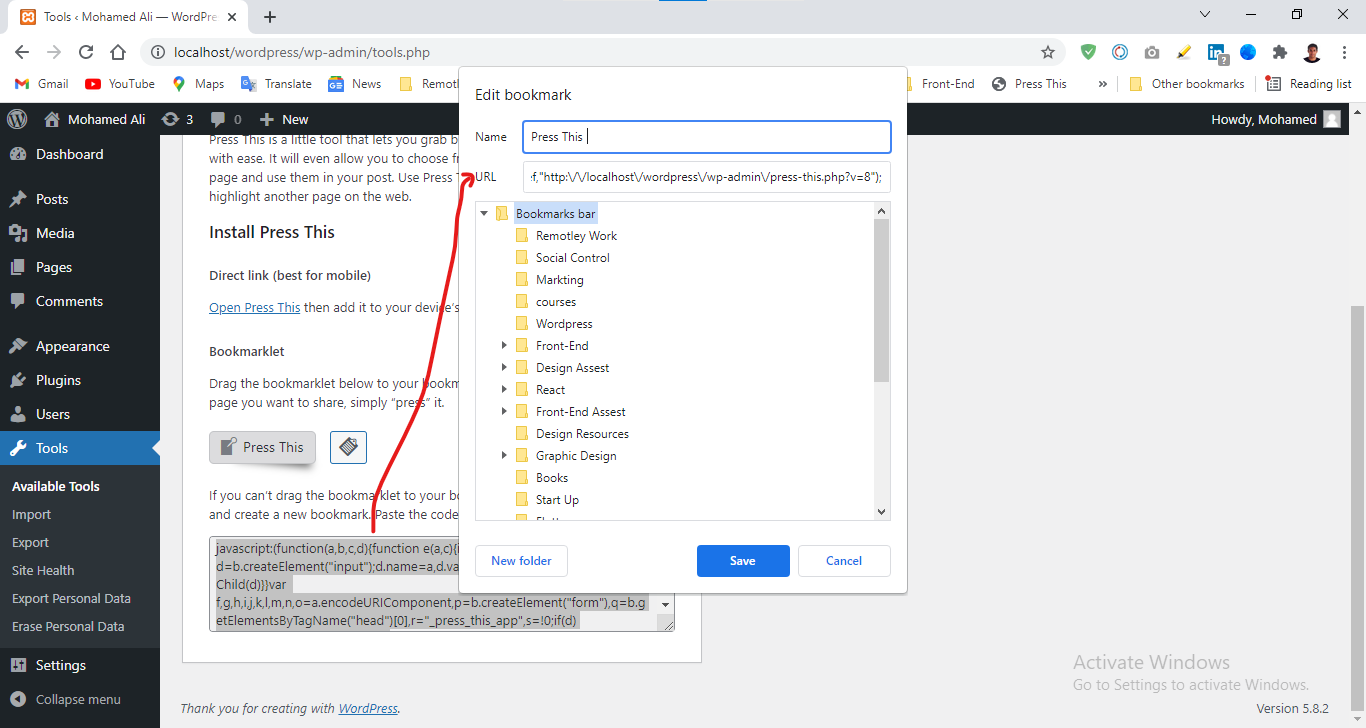 Tools ‹ Mohamed Ali — WordPre
localhost/wordpress/wp-admin/tools.php
Gmail YouTube Maps Translate News Front-End Press This » Other bookmarks Reading list
Mohamed Ali 3 0 New Howdy, Mohamed
Dashboard
Posts
Media
Pages
Comments
Appearance
Plugins
Users
Tools
Available Tools
Import
Export
Site Health
Export Personal Data
Erase Personal Data
Settings
Collapse menu
Press This is a little tool that lets you grab
with ease. It will even allow you to choose
page and use them in your post. Use Press
highlight another page on the web.
Install Press This
Direct link (best for mobile)
Open Press This then add it to your device's
Bookmarklet
Drag the bookmarklet below to your
page you want to share, simply “press” it.
Press This
If you can't drag the bookmarklet to your
and create a new bookmark. Paste the code
javascript:(function(a,b,c,d){function e(a,c){
d=b.createElement("input");d.name=a,d.va
Child(d)}}var
f,g,h,i,j,k,l,m,n,o=a.encodeURIComponent,p=b.createElement("form"),q=b.g
etElementsByTagName("head")[0],r="_press_this_app",s=!0;if(d)
Edit bookmark
Name Press This
URL f,"http:\/\/localhost\/wordpress\/wp-admin\/press-this.php?v=8");
Bookmarks bar
Remotley Work
Social Control
Markting
courses
Wordpress
Front-End
Design Assest
React
Front-End Assest
Design Resources
Graphic Design
Books
Start Up
New folder Save Cancel
Activate Windows
Go to Settings to activate Windows.
Thank you for creating with WordPress.
Version 5.8.2